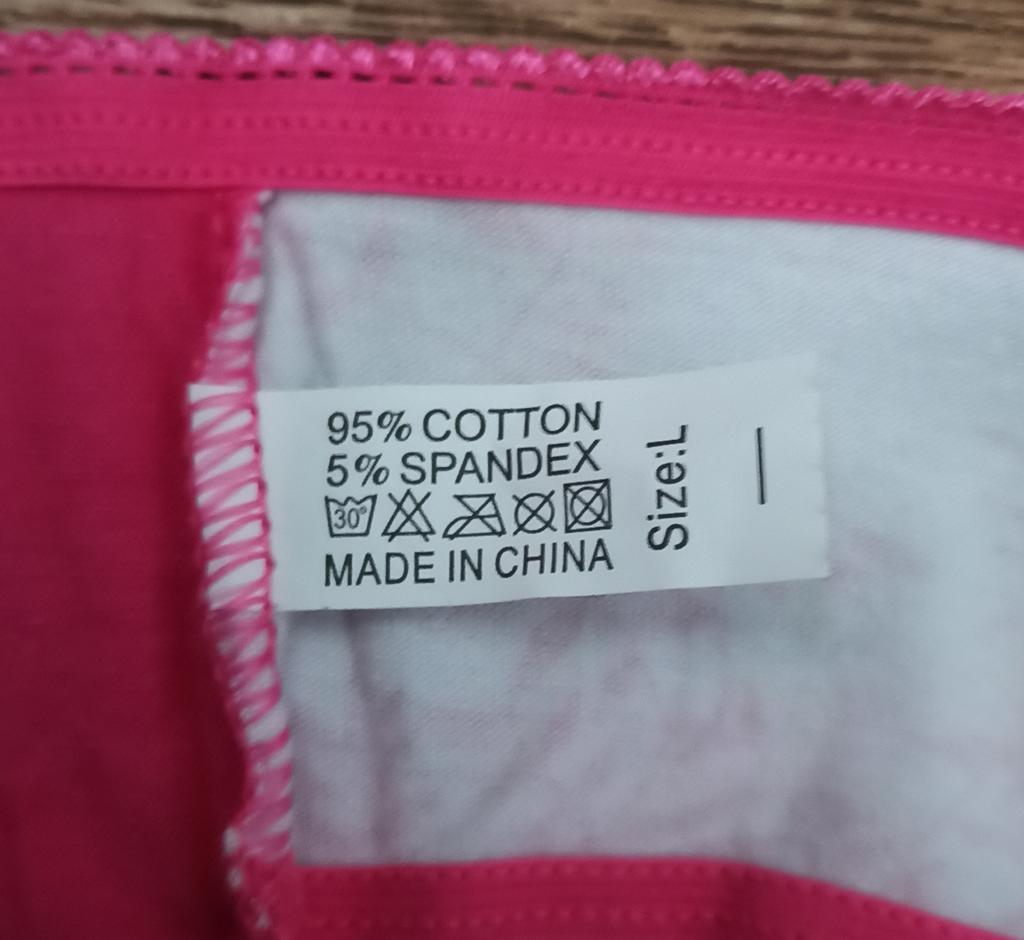 95% COTTON
5% SPANDEX
30°
MADE IN CHINA
Size:L